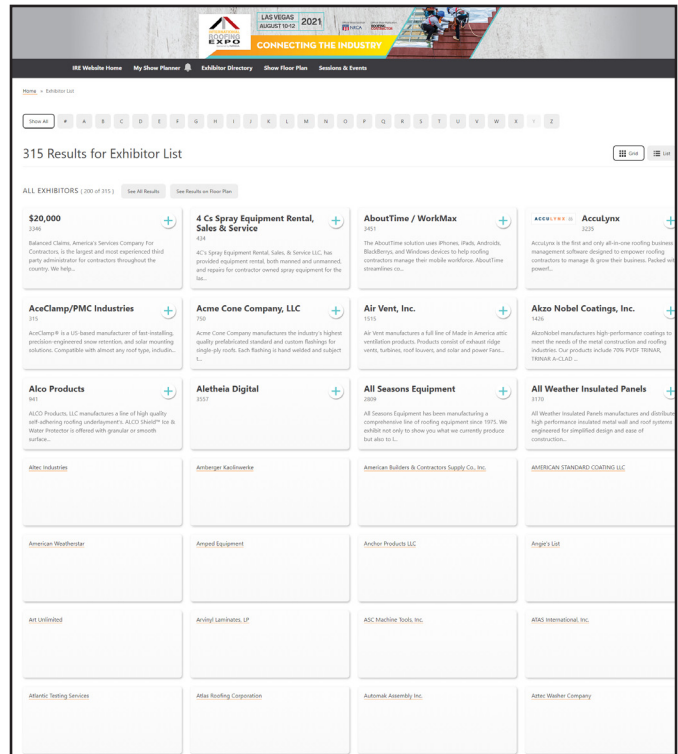 INTERNATIONAL
ROOFING
EXPO
LAS VEGAS
AUGUST 10-12
2021
NRCA
CONNECTING THE INDUSTRY
IRE Website Home My Show Planner Exhibitor Directory Show Floor Plan Sessions & Events
Home » Exhibitor List
Show All # A B C D E F G H I J K L M N O P Q R S T U V W X Y Z
315 Results for Exhibitor List
Grid List
ALL EXHIBITORS ( 200 of 315 ) See All Results See Results on Floor Plan
$20,000
3346
Balanced Claims, America's Services Company For
Contractors, is the largest and most experienced third
party administrator for contractors throughout the
country. We help...
4 Cs Spray Equipment Rental,
Sales & Service
434
4C's Spray Equipment Rental, Sales, & Service LLC, has
provided equipment rental, both manned and unmanned,
and repairs for contractor owned spray equipment for the
las...
AboutTime / WorkMax
3451
The AboutTime solution uses iPhones, iPads, Androids,
BlackBerrys, and Windows devices to help roofing
contractors manage their mobile workforce. AboutTime
streamlines co...
ACCULYNX
AccuLynx
3235
AccuLynx is the first and only all-in-one roofing business
management software designed to empower roofing
contractors to manage & grow their business. Packed wit
powerf...
AceClamp/PMC Industries
315
AceClamp® is a US-based manufacturer of fast-installing,
precision-engineered snow retention, and solar mounting
solutions. Compatible with almost any roof type, includin...
Acme Cone Company, LLC
750
Acme Cone Company manufactures the industry's highest
quality prefabricated standard and custom flashings for
single-ply roofs. Each flashing is hand welded and subject
t...
Air Vent, Inc.
1515
Air Vent manufactures a full line of Made in America attic
ventilation products. Products consist of exhaust ridge
vents, turbines, roof louvers, and solar and power Fans...
Akzo Nobel Coatings, Inc.
1426
AkzoNobel manufactures high-performance coatings to
meet the needs of the metal construction and roofing
industries. Our products include 70% PVDF TRINAR,
TRINAR A-CLAD ...
Alco Products
941
ALCO Products, LLC manufactures a line of high quality
self-adhering roofing underlayment's. ALCO Shield™ Ice &
Water Protector is offered with granular or smooth
surface...
Aletheia Digital
3557
All Seasons Equipment
2809
All Seasons Equipment has been manufacturing a
comprehensive line of roofing equipment since 1975. We
exhibit not only to show you what we currently produce
but also to l...
All Weather Insulated Panels
3170
All Weather Insulated Panels manufactures and distribute
high performance insulated metal wall and roof systems
engineered for simplified design and ease of
construction...
Altec Industries
Amberger Kaolinwerke
American Builders & Contractors Supply Co., Inc.
AMERICAN STANDARD COATING LLC
American Weatherstar
Amped Equipment
Anchor Products LLC
Angie's List
Art Unlimited
Arvinyl Laminates, LP
ASC Machine Tools, Inc.
ATAS International, Inc.
Atlantic Testing Services
Atlas Roofing Corporation
Automak Assembly Inc.
Aztec Washer Company